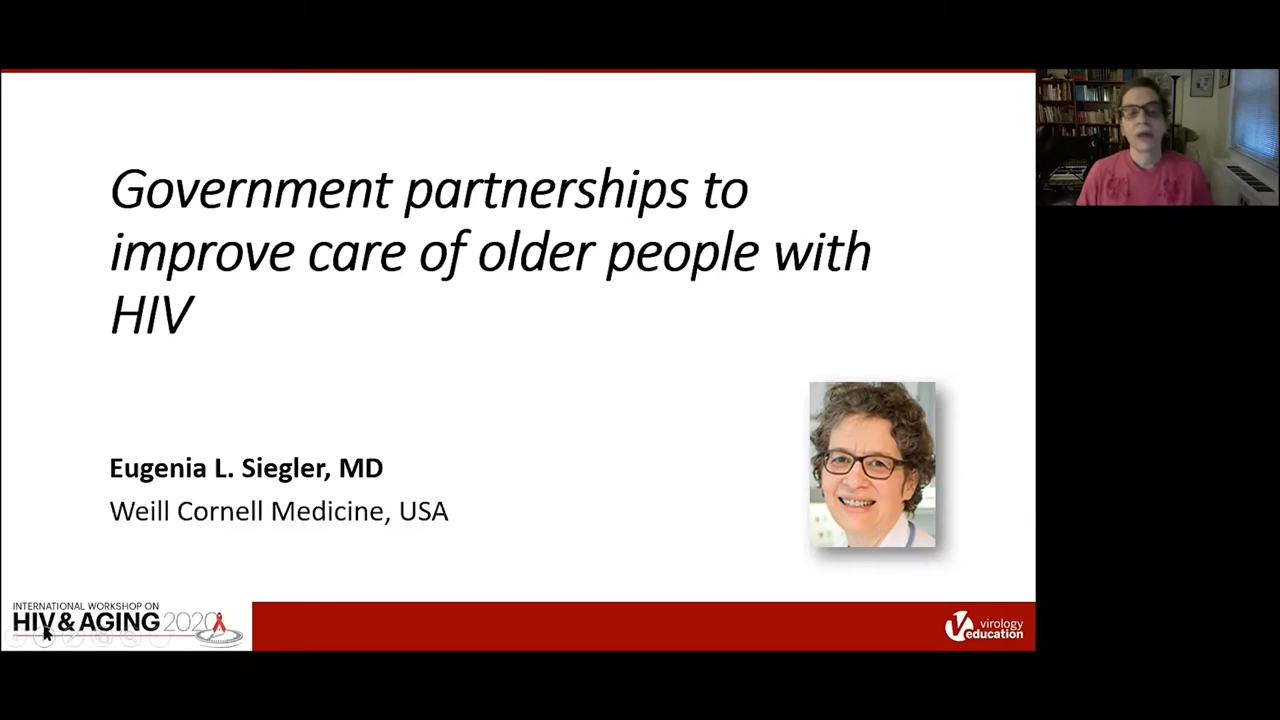 Government partnerships to
improve care of older people with
HIV
Eugenia L. Siegler, MD
Weill Cornell Medicine, USA
INTERNATIONAL WORKSHOP ON
HIV & AGING 2020
virology
education